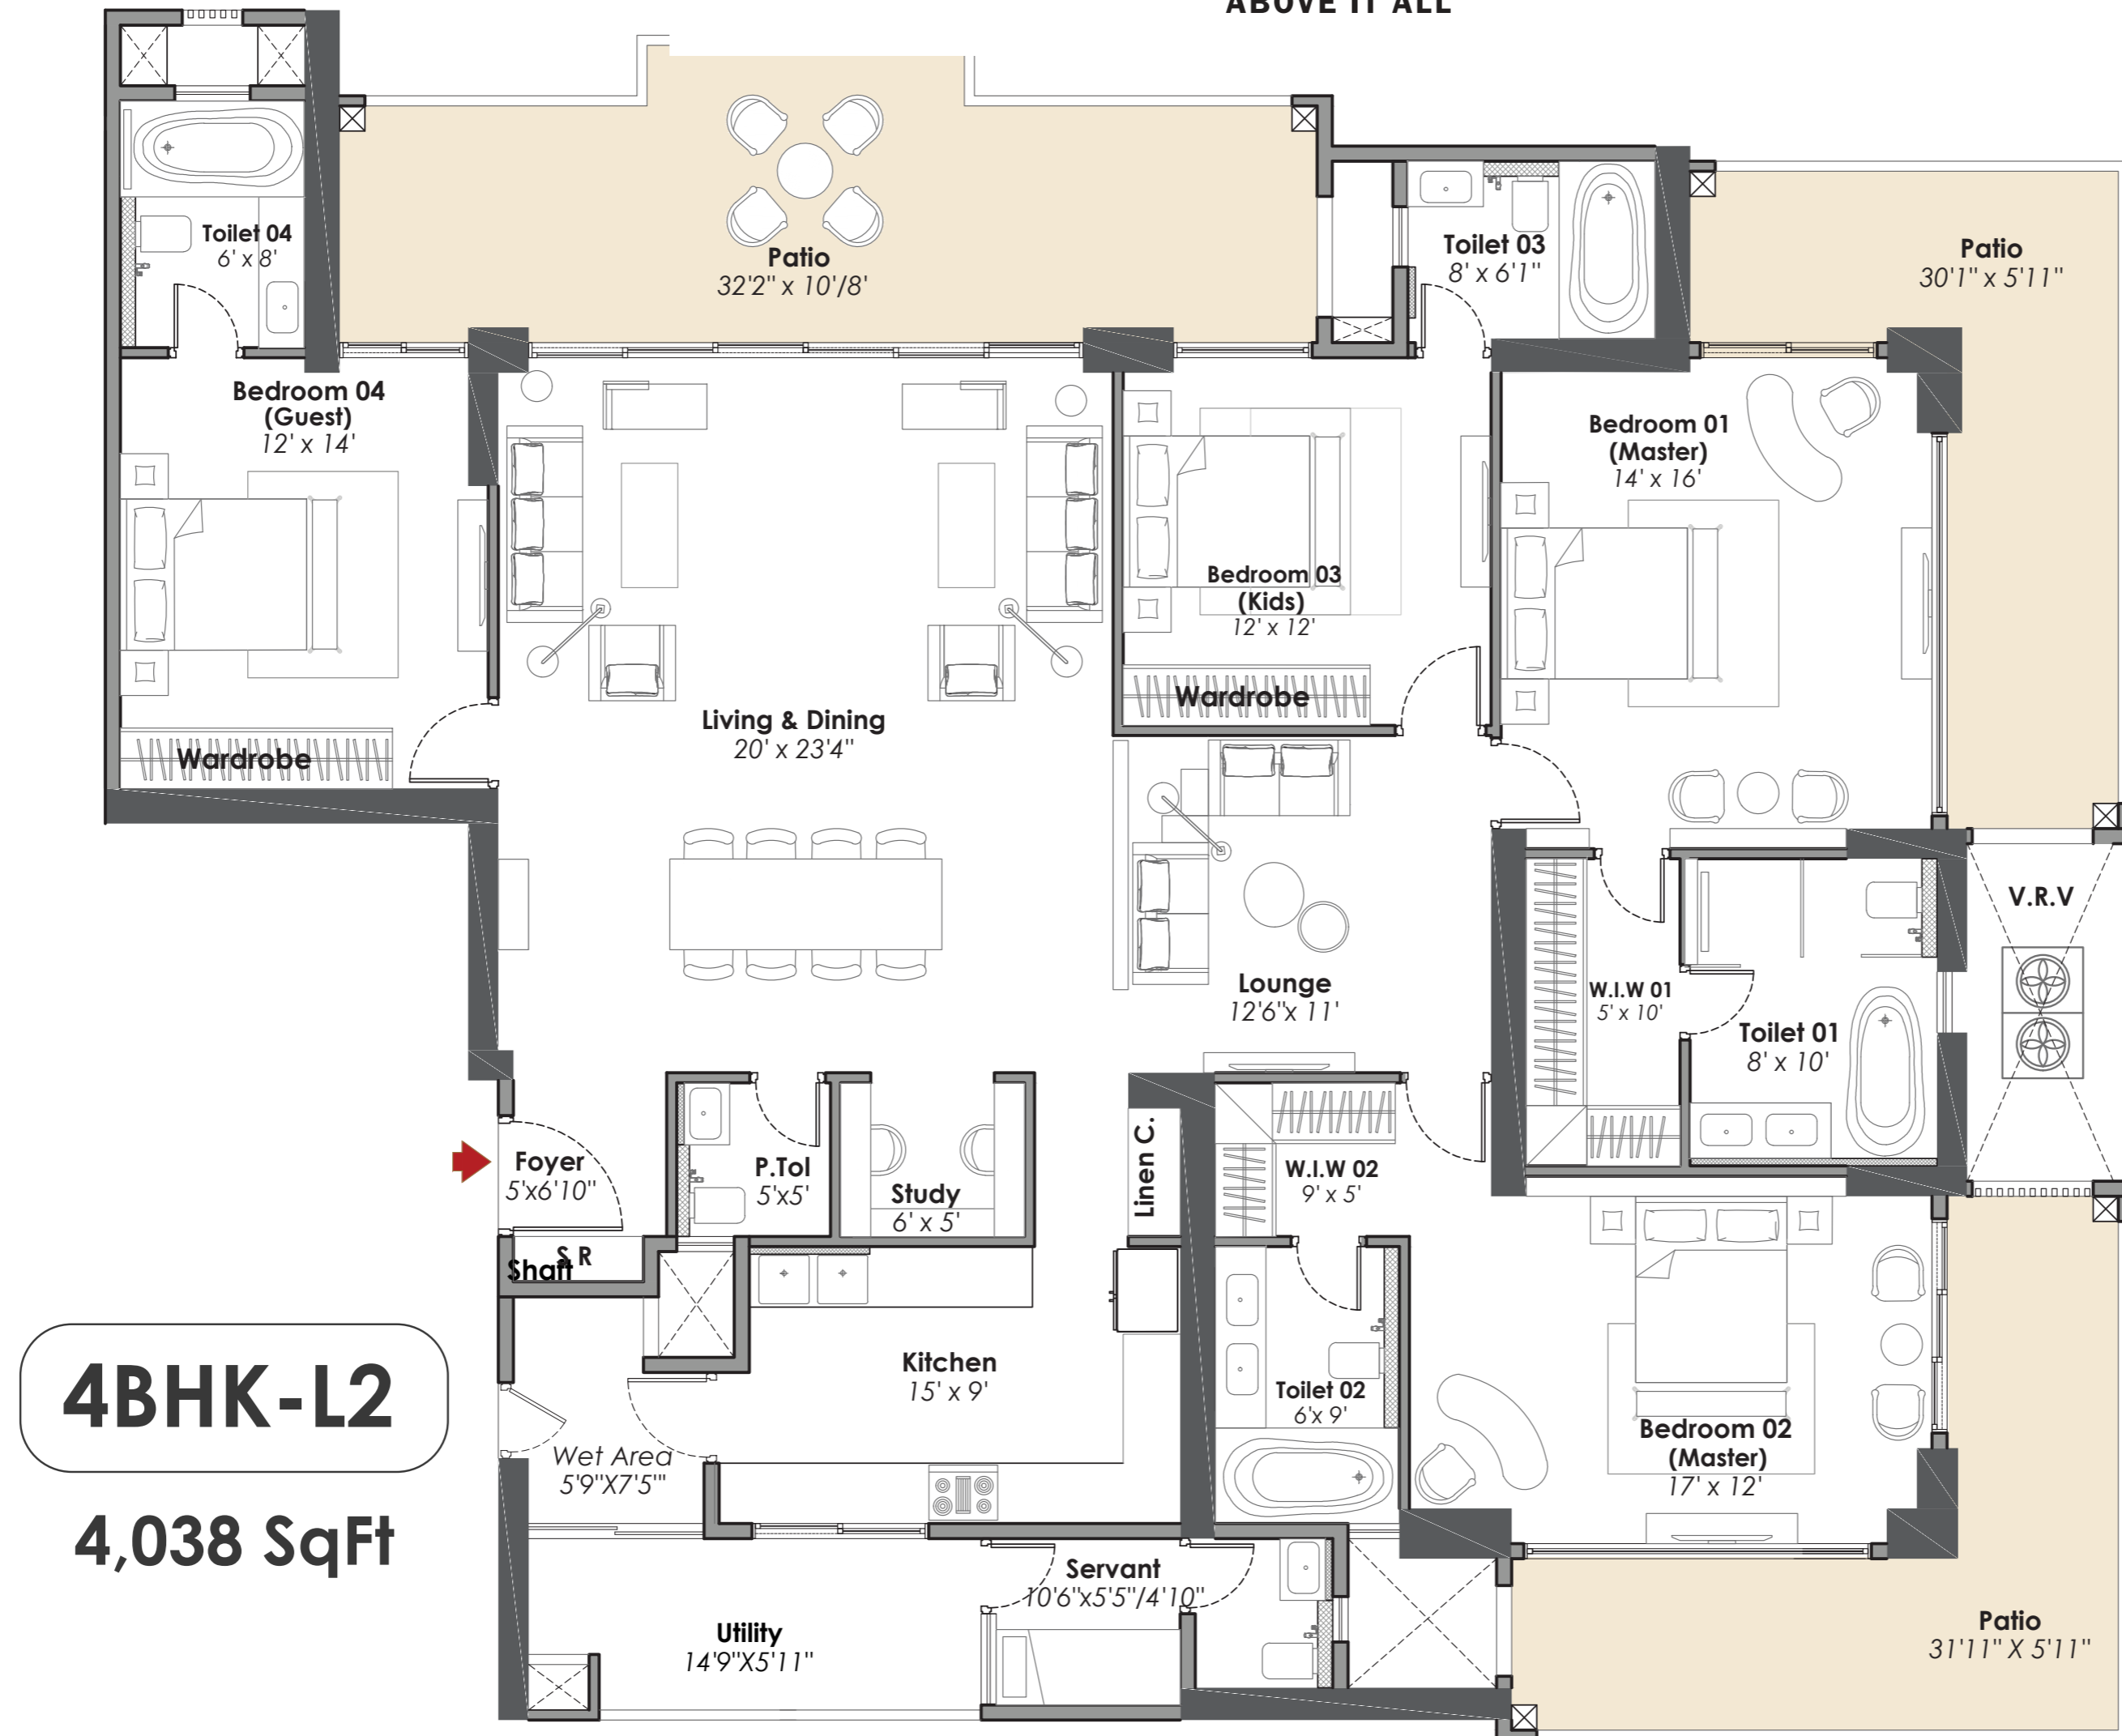 ABOVE IT ALL
Toilet 04
6' x 8'
Patio
32'2" x 10'/8'
Toilet 03
8' x 6'1"
Patio
30'1" x 5'11"
Bedroom 04
(Guest)
12' x 14'
Bedroom 01
(Master)
14' x 16'
Bedroom 03
(Kids)
12' x 12'
Wardrobe
Living & Dining
20' x 23'4"
Wardrobe
V.R.V
Lounge
12'6"x 11'
W.I.W 01
5' x 10'
Toilet 01
8' x 10'
Foyer
5'x6'10"
P.Tol
5'x5'
Study
6' x 5'
Linen C.
W.I.W 02
9' x 5'
S R
Shaft
Kitchen
15' x 9'
Toilet 02
6'x 9'
Bedroom 02
(Master)
17' x 12'
4BHK-L2
Wet Area
5'9"X7'5"'
4,038 SqFt
Servant
10'6"x5'5"/4'10"
Utility
14'9"X5'11"
Patio
31'11" X 5'11"